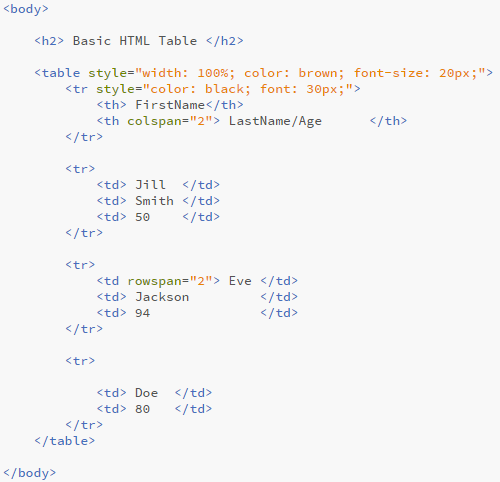 <body>
<h2> Basic HTML Table </h2>
<table style="width: 100%; color: brown; font-size: 20px;">
<tr style="color: black; font: 30px;">
<th> FirstName</th>
<th colspan="2"> LastName/Age      </th>
</tr>
<tr>
<td> Jill  </td>
<td> Smith </td>
<td> 50    </td>
</tr>
<tr>
<td rowspan="2"> Eve </td>
<td> Jackson         </td>
<td> 94              </td>
</tr>
<tr>
<td> Doe  </td>
<td> 80   </td>
</tr>
</table>
</body>